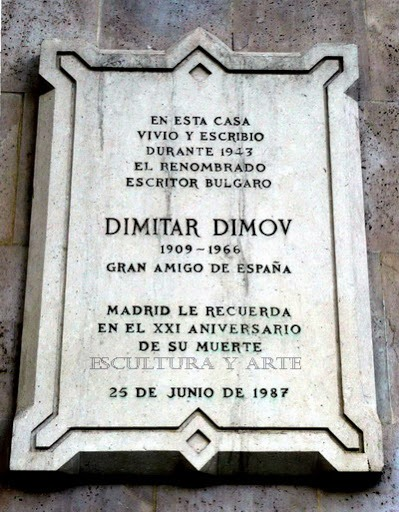 EN ESTA CASA
VIVIO Y ESCRIBIO
DURANTE 1943
EL RENOMBRADO
ESCRITOR BULGARO
DIMITAR DIMOV
1909-1966
GRAN AMIGO DE ESPAÑA
MADRID LE RECUERDA
EN EL XXI ANIVERSARIO
DE SU MUERTE
ESCULTURA Y ARTE
25 DE JUNIO DE 1987